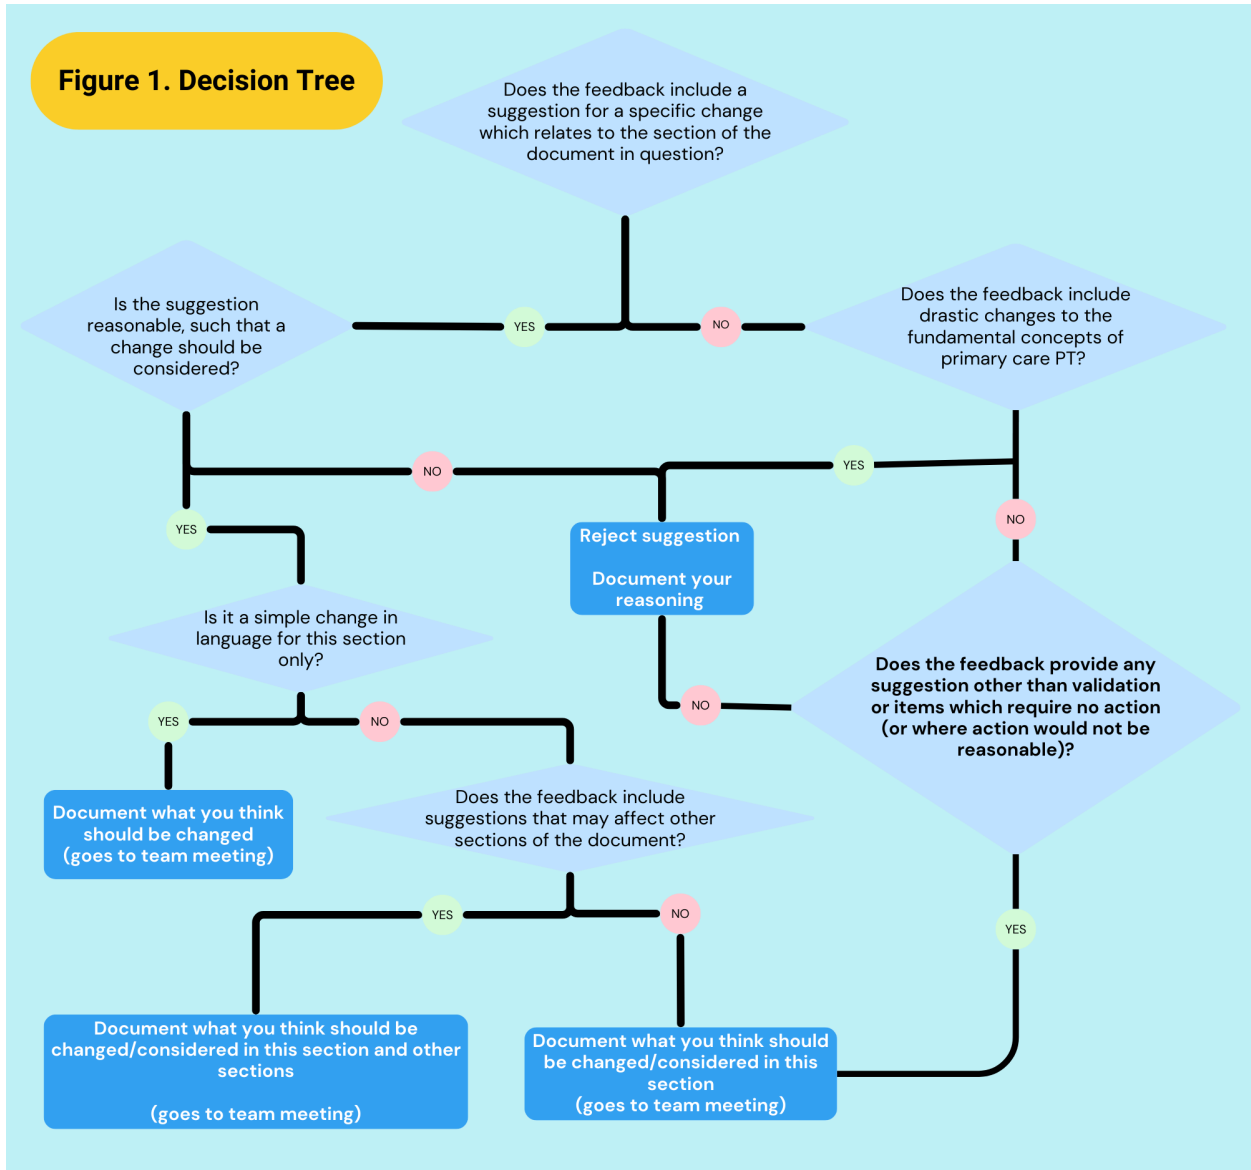 Figure 1. Decision Tree
Does the feedback include a
suggestion for a specific change
which relates to the section of the
document in question?
Is the suggestion
reasonable, such that a
change should be
considered?
YES
NO
Does the feedback include
drastic changes to the
fundamental concepts of
primary care PT?
NO
YES
YES
NO
Reject suggestion
Document your
reasoning
Is it a simple change in
language for this section
only?
Does the feedback provide any
suggestion other than validation
or items which require no action
(or where action would not be
reasonable)?
NO
YES
NO
Document what you think
should be changed
(goes to team meeting)
Does the feedback include
suggestions that may affect other
sections of the document?
YES
NO
YES
Document what you think should be
changed/considered in this section and other
sections
(goes to team meeting)
Document what you think should
be changed/considered in this
section
(goes to team meeting)